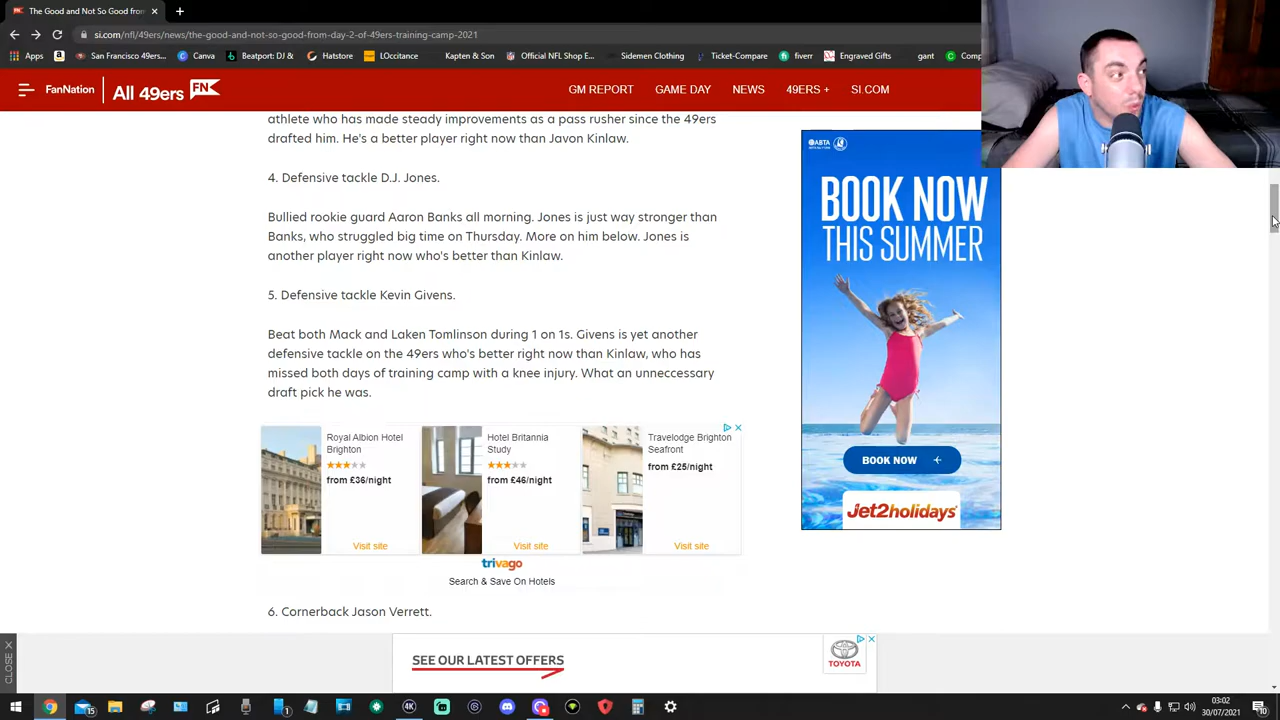 The Good and Not So Good from
si.com/nfl/49ers/news/the-good-and-not-so-good-from-day-2-of-49ers-training-camp-2021
Apps San Francisco 49er... Canva Beatport: DJ &... Hatstore LOccitance Kapten & Son Official NFL Shop E... Sidemen Clothing Ticket-Compare fiverr Engraved Gifts gant Comp
FanNation All 49ers FN
GM REPORT GAME DAY NEWS 49ERS + SI.COM
athlete who has made steady improvements as a pass rusher since the 49ers
drafted him. He's a better player right now than Javon Kinlaw.
4. Defensive tackle D.J. Jones.
Bullied rookie guard Aaron Banks all morning. Jones is just way stronger than
Banks, who struggled big time on Thursday. More on him below. Jones is
another player right now who's better than Kinlaw.
5. Defensive tackle Kevin Givens.
Beat both Mack and Laken Tomlinson during 1 on 1s. Givens is yet another
defensive tackle on the 49ers who's better right now than Kinlaw, who has
missed both days of training camp with a knee injury. What an unneccessary
draft pick he was.
Royal Albion Hotel
Brighton
from £36/night
Visit site
Hotel Britannia
Study
from £46/night
Visit site
Travelodge Brighton
Seafront
from £25/night
Visit site
trivago
Search & Save On Hotels
6. Cornerback Jason Verrett.
ABTA
BOOK NOW
THIS SUMMER
BOOK NOW
Jet2holidays
CLOSE X
SEE OUR LATEST OFFERS
TOYOTA
15
4K
03:02
30/07/2021
10